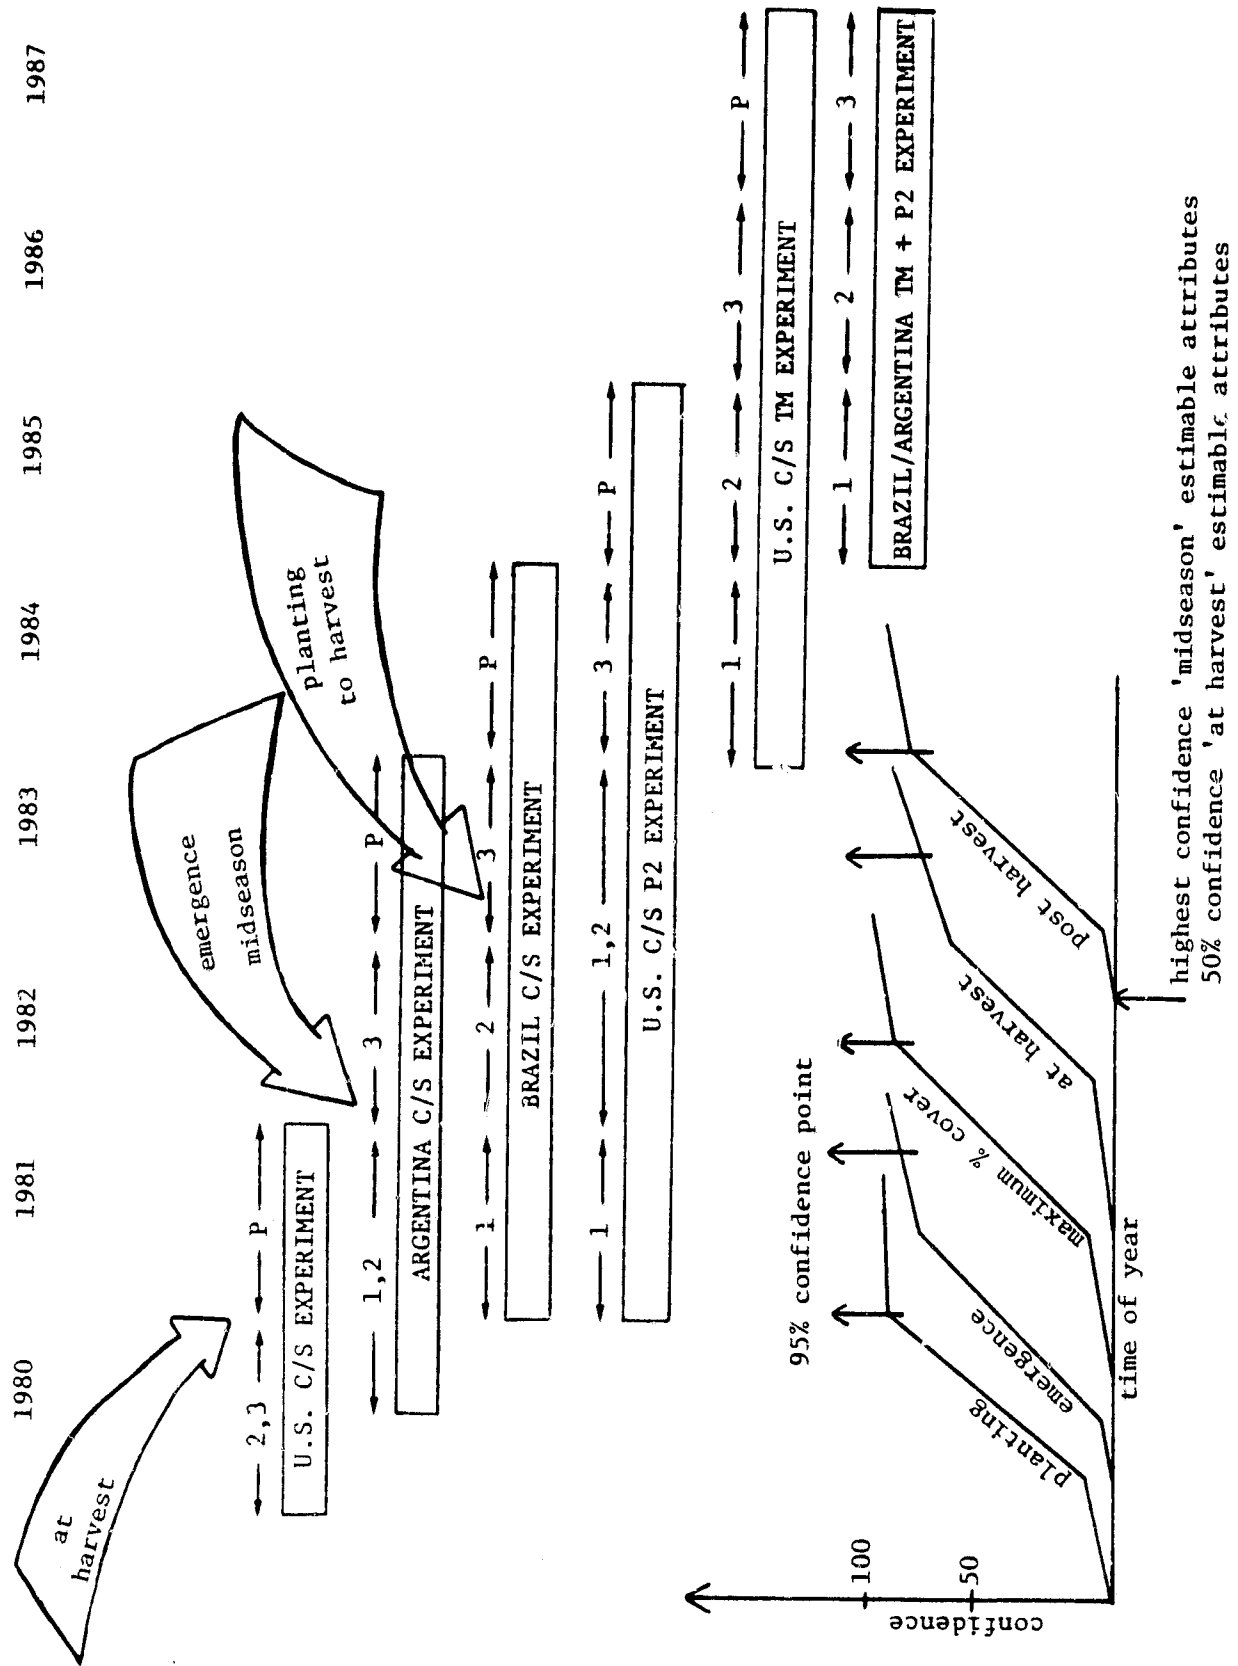 1980 1981 1982 1983 1984 1985 1986 1987
at
harvest
emergence
midseason
planting
to harvest
2,3 P
U.S. C/S EXPERIMENT
1,2 3 P
ARGENTINA C/S EXPERIMENT
1 2 3 P
BRAZIL C/S EXPERIMENT
1 1,2 3 P
U.S. C/S P2 EXPERIMENT
1 2 3 P
U.S. C/S TM EXPERIMENT
1 2 3
BRAZIL/ARGENTINA TM + P2 EXPERIMENT
95% confidence point
confidence
100
50
planting
emergence
maximum % cover
at harvest
post harvest
time of year
highest confidence 'midseason' estimable attributes
50% confidence 'at harvest' estimable attributes